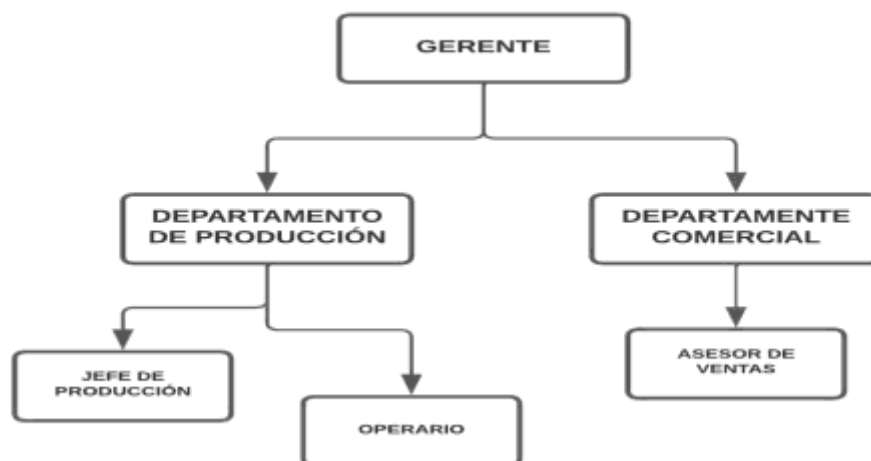 GERENTE
DEPARTAMENTO
DE PRODUCCIÓN
DEPARTAMENTE
COMERCIAL
JEFE DE
PRODUCCIÓN
OPERARIO
ASESOR DE
VENTAS